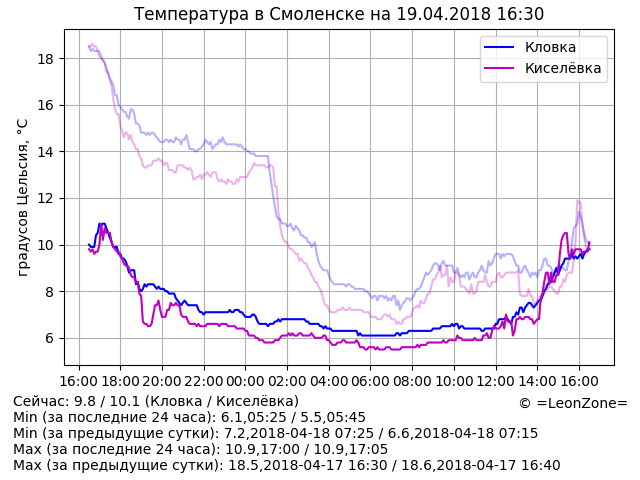 Температура в Смоленске на 19.04.2018 16:30
Кловка
Киселёвка
градусов Цельсия, °C
18
16
14
12
10
8
6
16:00 18:00 20:00 22:00 00:00 02:00 04:00 06:00 08:00 10:00 12:00 14:00 16:00
Сейчас: 9.8 / 10.1 (Кловка / Киселёвка)
© =LeonZone=
Min (за последние 24 часа): 6.1,05:25 / 5.5,05:45
Min (за предыдущие сутки): 7.2,2018-04-18 07:25 / 6.6,2018-04-18 07:15
Max (за последние 24 часа): 10.9,17:00 / 10.9,17:05
Max (за предыдущие сутки): 18.5,2018-04-17 16:30 / 18.6,2018-04-17 16:40